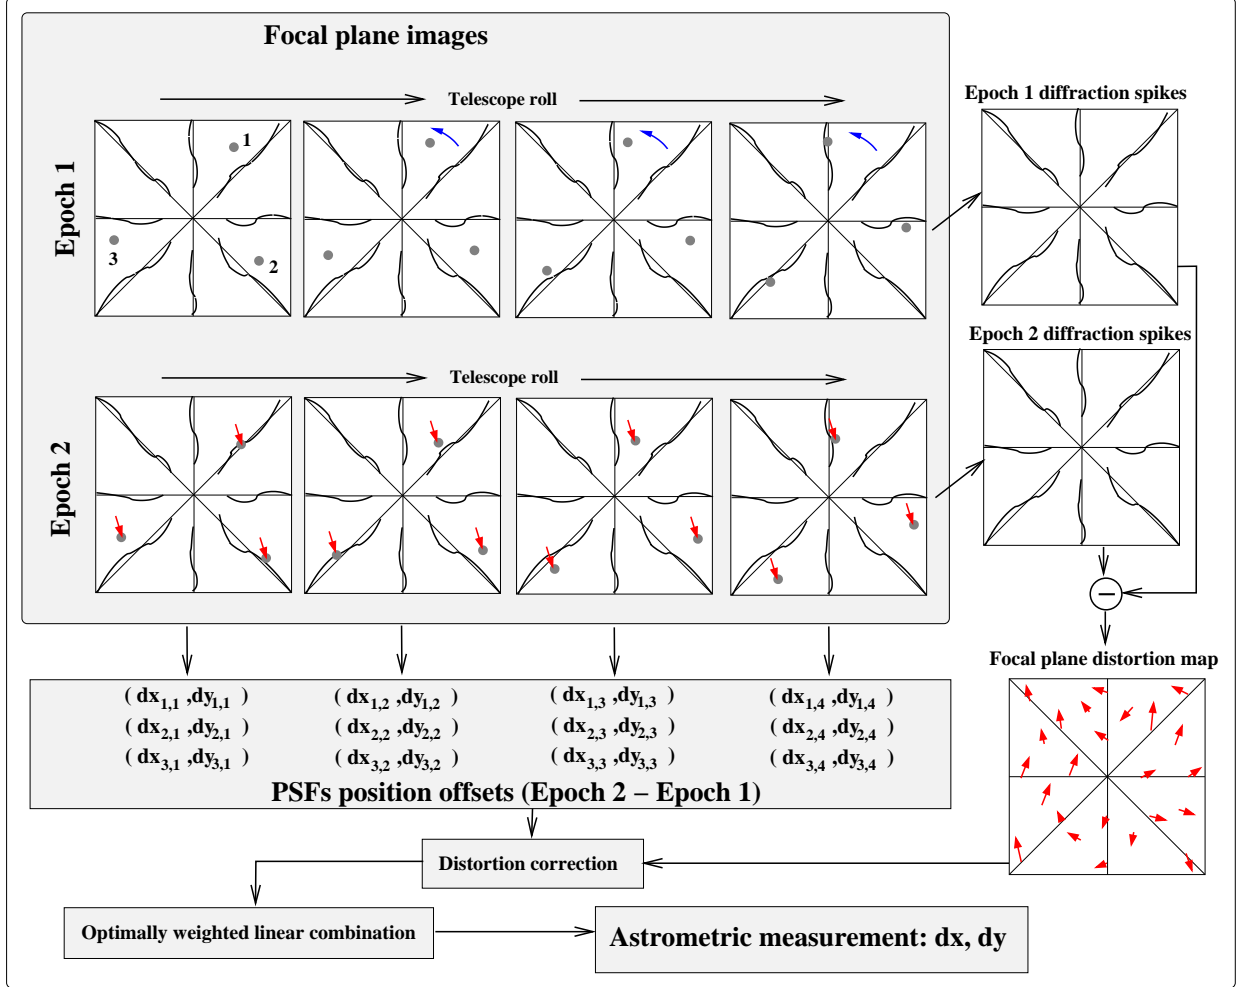 Focal plane images
Telescope roll
Epoch 1 diffraction spikes
Epoch 1
1
2
3
Epoch 2 diffraction spikes
Telescope roll
Epoch 2
−
Focal plane distortion map
( dx1,1 ,dy1,1 ) ( dx1,2 ,dy1,2 ) ( dx1,3 ,dy1,3 ) ( dx1,4 ,dy1,4 )
( dx2,1 ,dy2,1 ) ( dx2,2 ,dy2,2 ) ( dx2,3 ,dy2,3 ) ( dx2,4 ,dy2,4 )
( dx3,1 ,dy3,1 ) ( dx3,2 ,dy3,2 ) ( dx3,3 ,dy3,3 ) ( dx3,4 ,dy3,4 )
PSFs position offsets (Epoch 2 − Epoch 1)
Distortion correction
Optimally weighted linear combination
Astrometric measurement: dx, dy